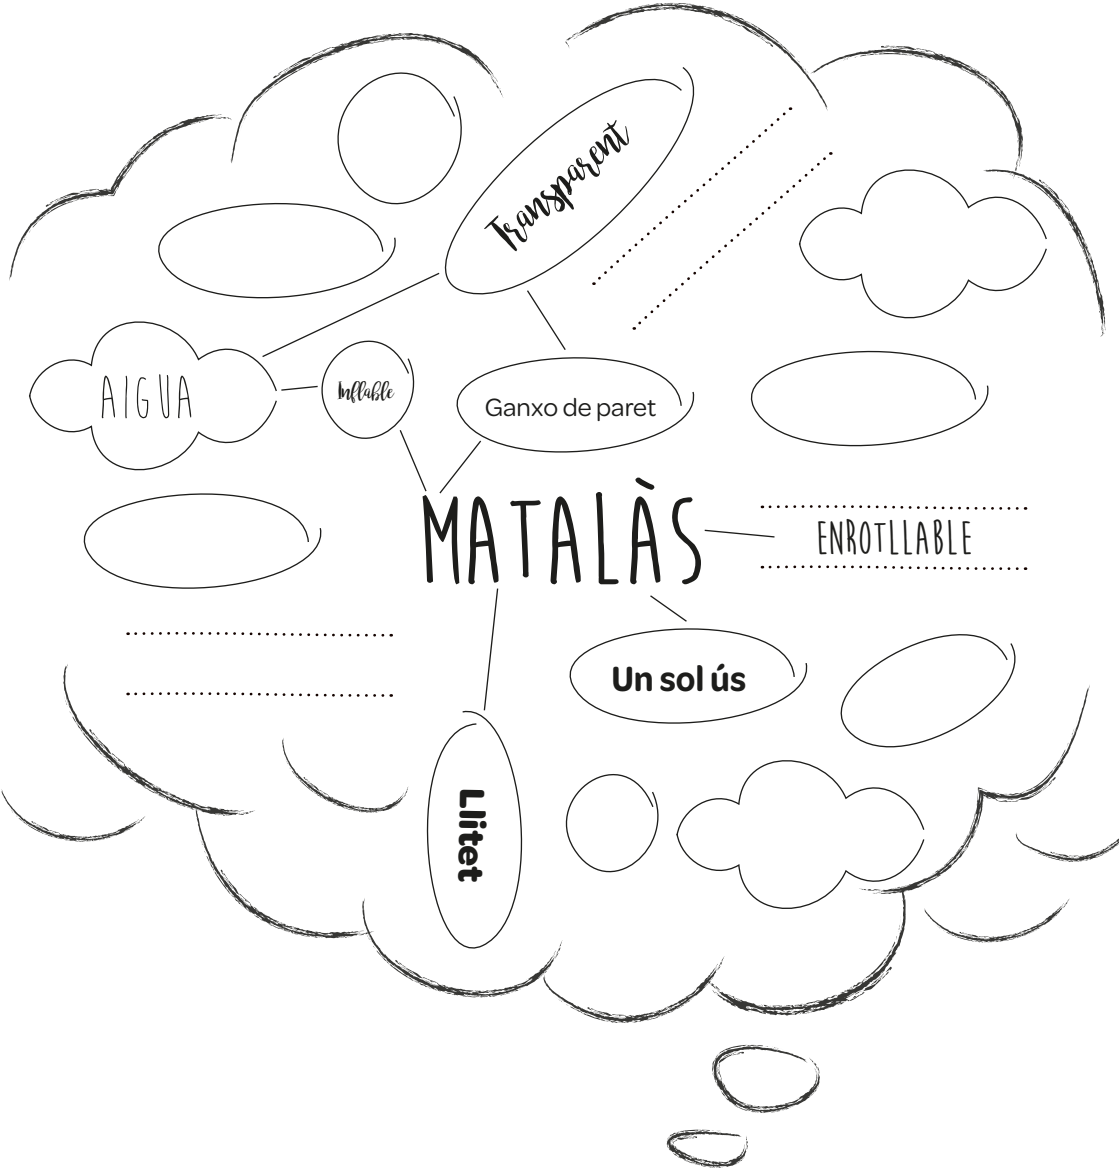 Transparent
AIGUA
Inflable
Ganxo de paret
MATALÀS
ENROTLLABLE
Un sol ús
Llitet